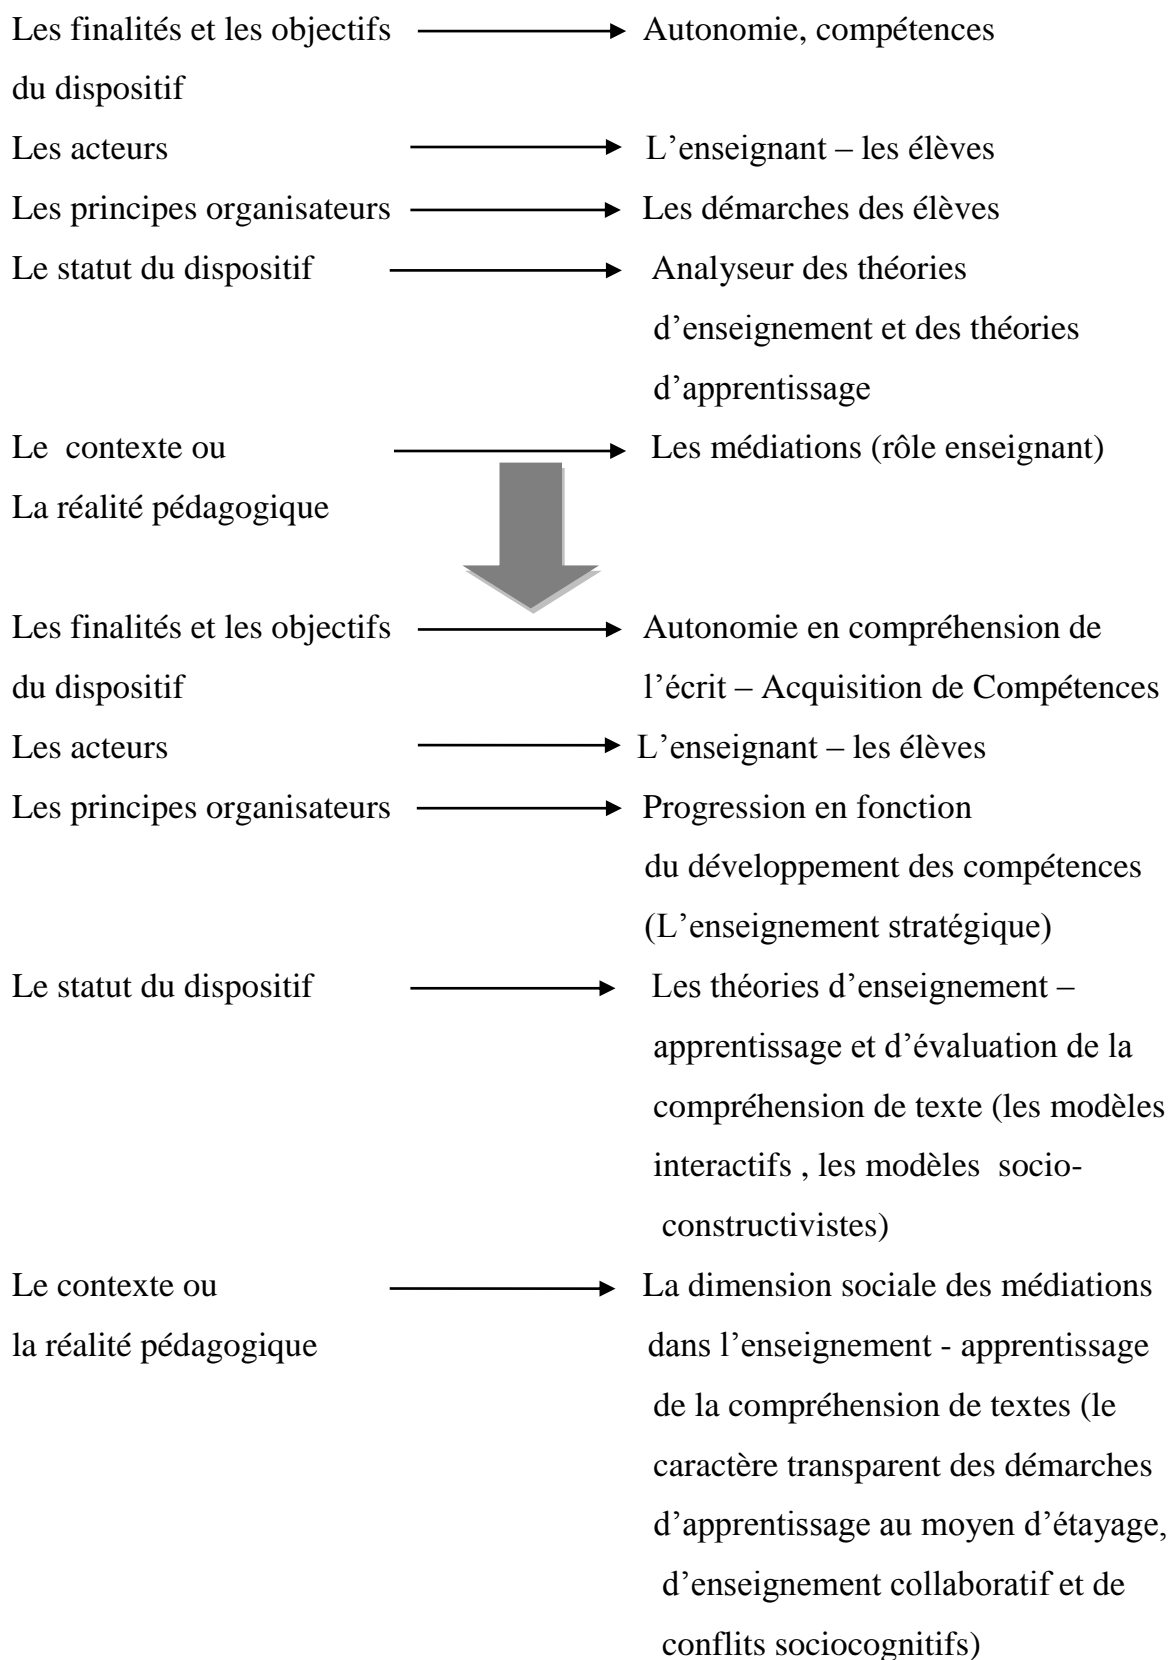 Les finalités et les objectifs Autonomie, compétences
du dispositif
Les acteurs L’enseignant – les élèves
Les principes organisateurs Les démarches des élèves
Le statut du dispositif Analyseur des théories
d’enseignement et des théories
d’apprentissage
Le contexte ou Les médiations (rôle enseignant)
La réalité pédagogique
Les finalités et les objectifs Autonomie en compréhension de
du dispositif l’écrit – Acquisition de Compétences
Les acteurs L’enseignant – les élèves
Les principes organisateurs Progression en fonction
du développement des compétences
(L’enseignement stratégique)
Le statut du dispositif Les théories d’enseignement –
apprentissage et d’évaluation de la
compréhension de texte (les modèles
interactifs , les modèles socio-
constructivistes)
Le contexte ou La dimension sociale des médiations
la réalité pédagogique dans l’enseignement - apprentissage
de la compréhension de textes (le
caractère transparent des démarches
d’apprentissage au moyen d’étayage,
d’enseignement collaboratif et de
conflits sociocognitifs)